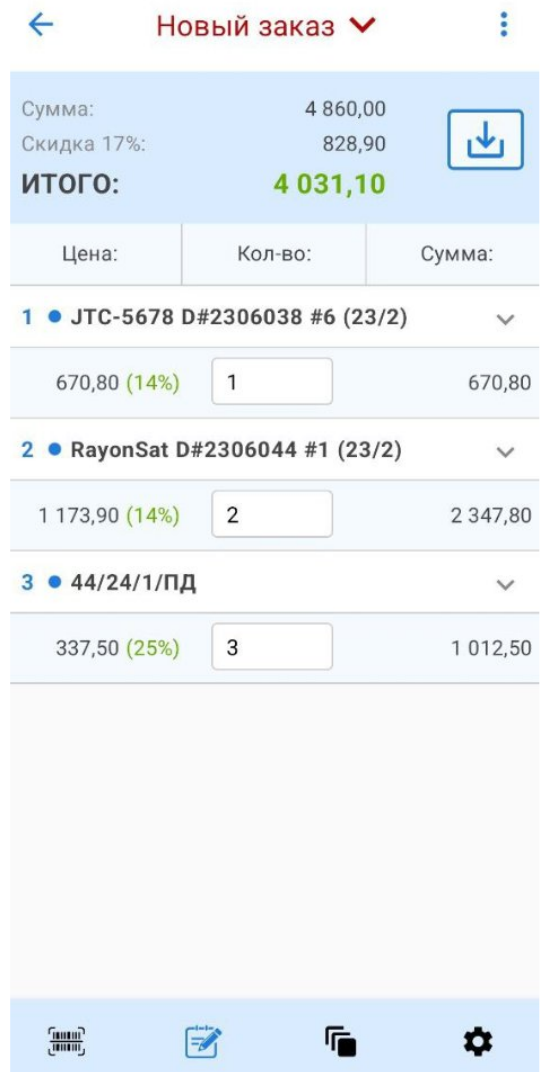 Новый заказ
Сумма: 4 860,00
Скидка 17%: 828,90
ИТОГО: 4 031,10
Цена: Кол-во: Сумма:
1 JTC-5678 D#2306038 #6 (23/2)
670,80 (14%) 1 670,80
2 RayonSat D#2306044 #1 (23/2)
1 173,90 (14%) 2 2 347,80
3 44/24/1/ПД
337,50 (25%) 3 1 012,50